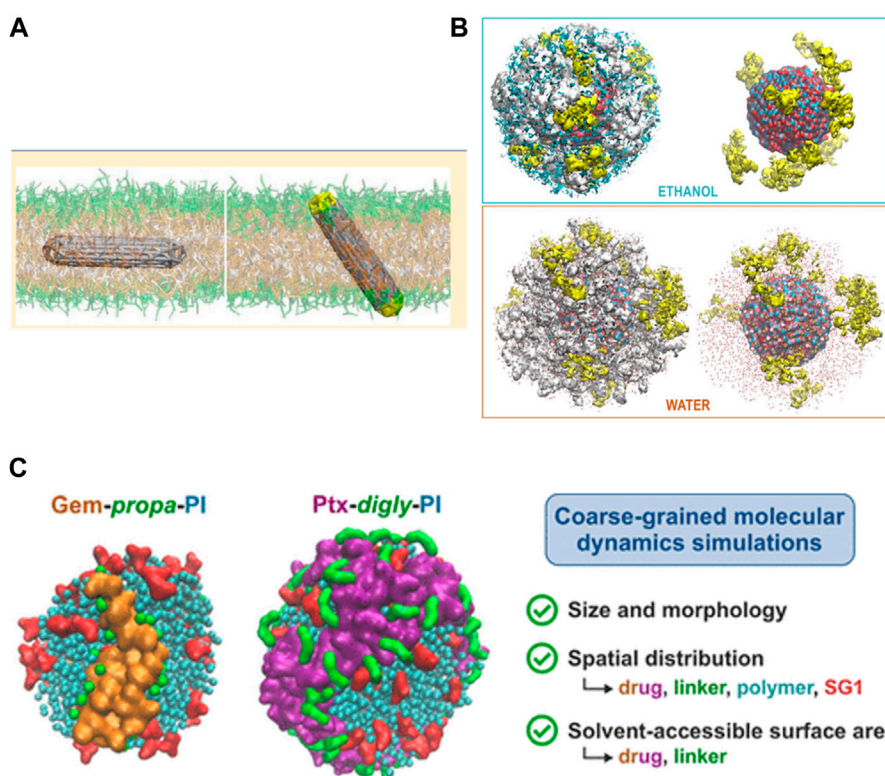 A
B
ETHANOL
WATER
C
Gem-propa-PI
Ptx-digly-PI
Coarse-grained molecular
dynamics simulations
Size and morphology
Spatial distribution
drug, linker, polymer, SG1
Solvent-accessible surface are
drug, linker